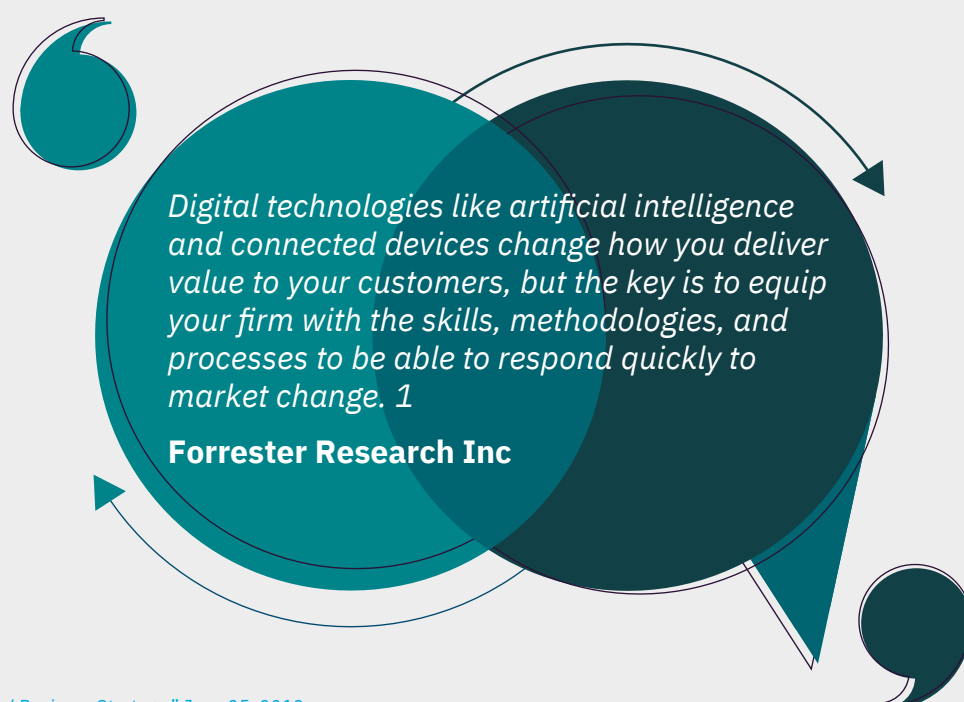 Digital technologies like artificial intelligence
and connected devices change how you deliver
value to your customers, but the key is to equip
your firm with the skills, methodologies, and
processes to be able to respond quickly to
market change. 1
Forrester Research Inc